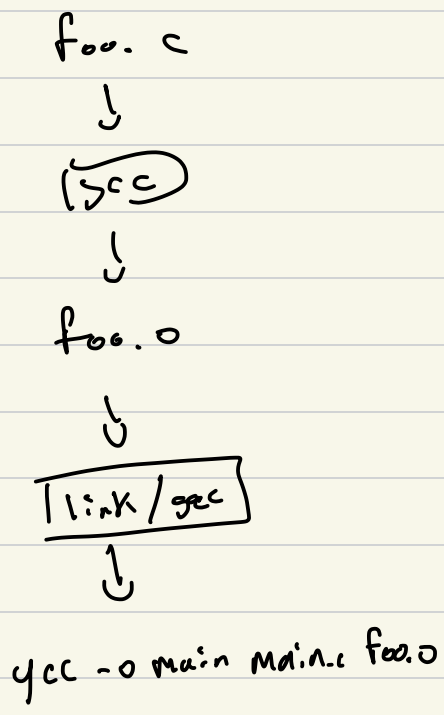 foo. c
↓
gcc
↓
foo.o
↓
link/gcc
↓
gcc -o main main.c foo.o